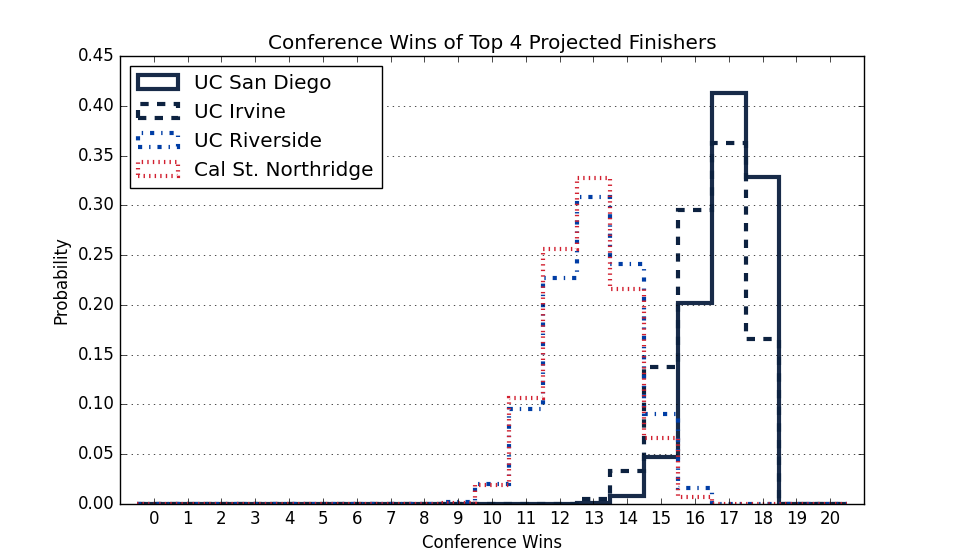 Conference Wins of Top 4 Projected Finishers
0.45
0.40
0.35
0.30
0.25
0.20
0.15
0.10
0.05
0.00
Probability
UC San Diego
UC Irvine
UC Riverside
Cal St. Northridge
0 1 2 3 4 5 6 7 8 9 10 11 12 13 14 15 16 17 18 19 20
Conference Wins